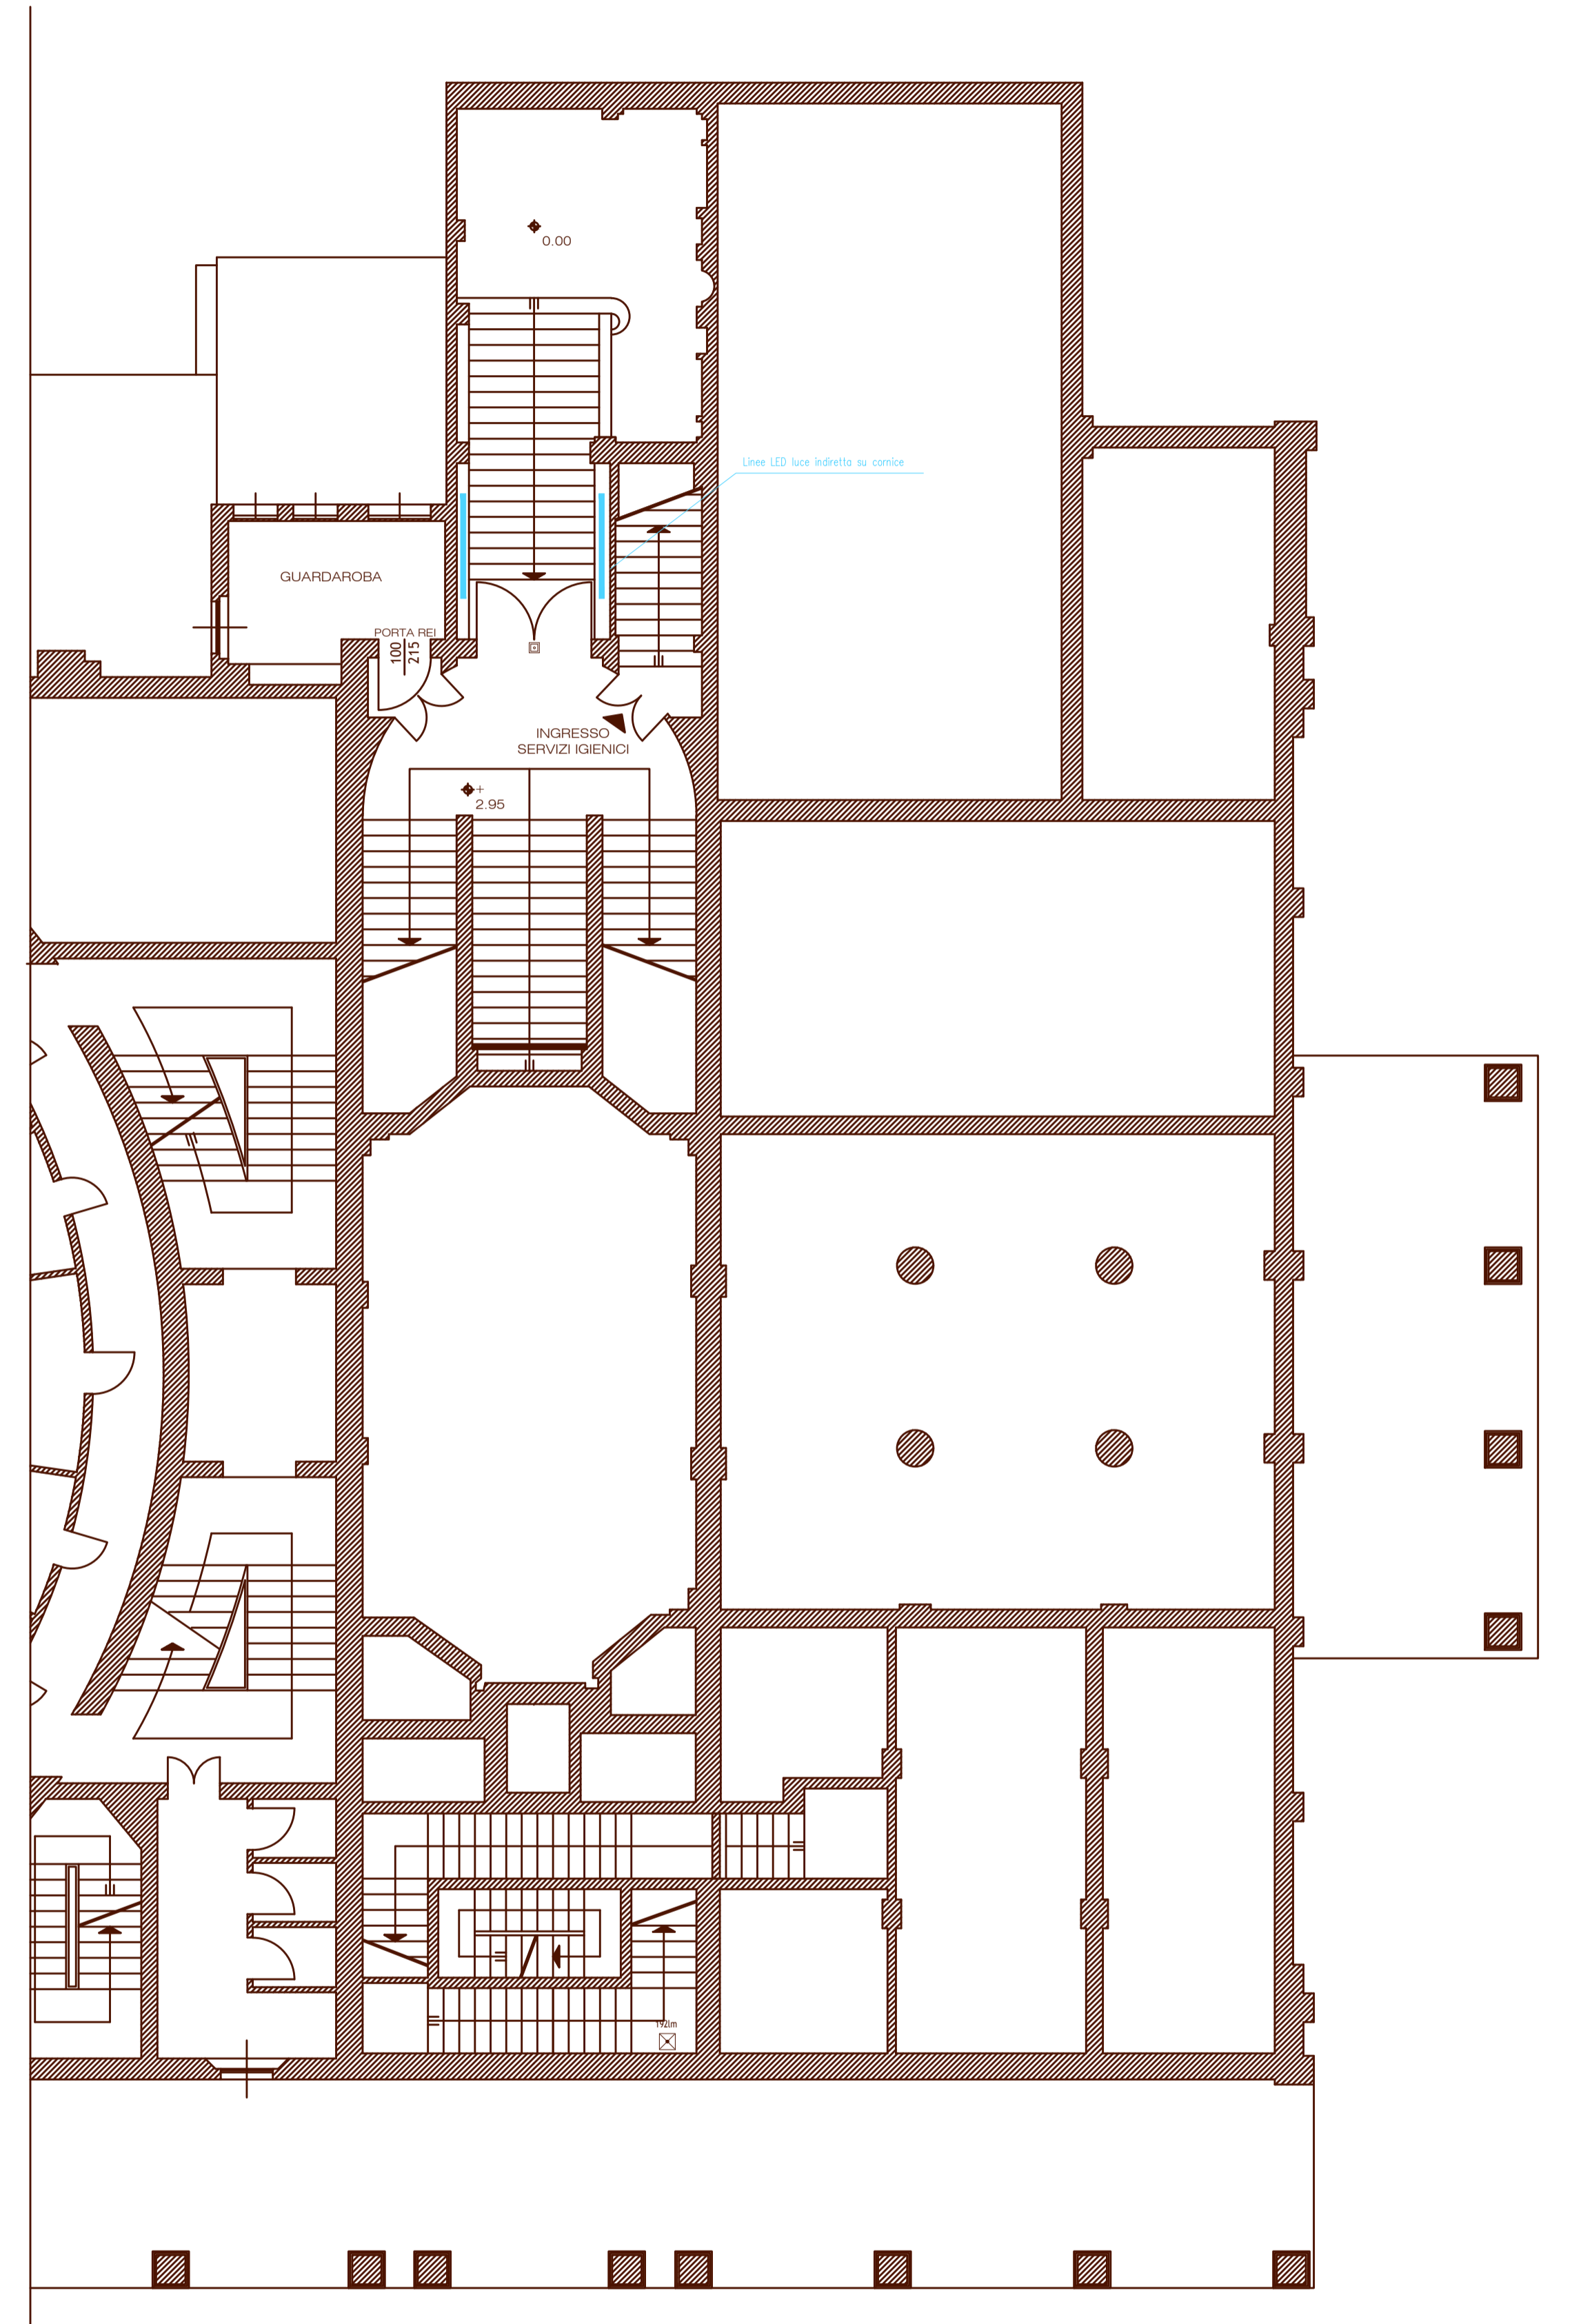 0.00
Linee LED luce indiretta su cornice
GUARDAROBA
PORTA REI
100
215
INGRESSO
SERVIZI IGIENICI
+
2.95
192lm